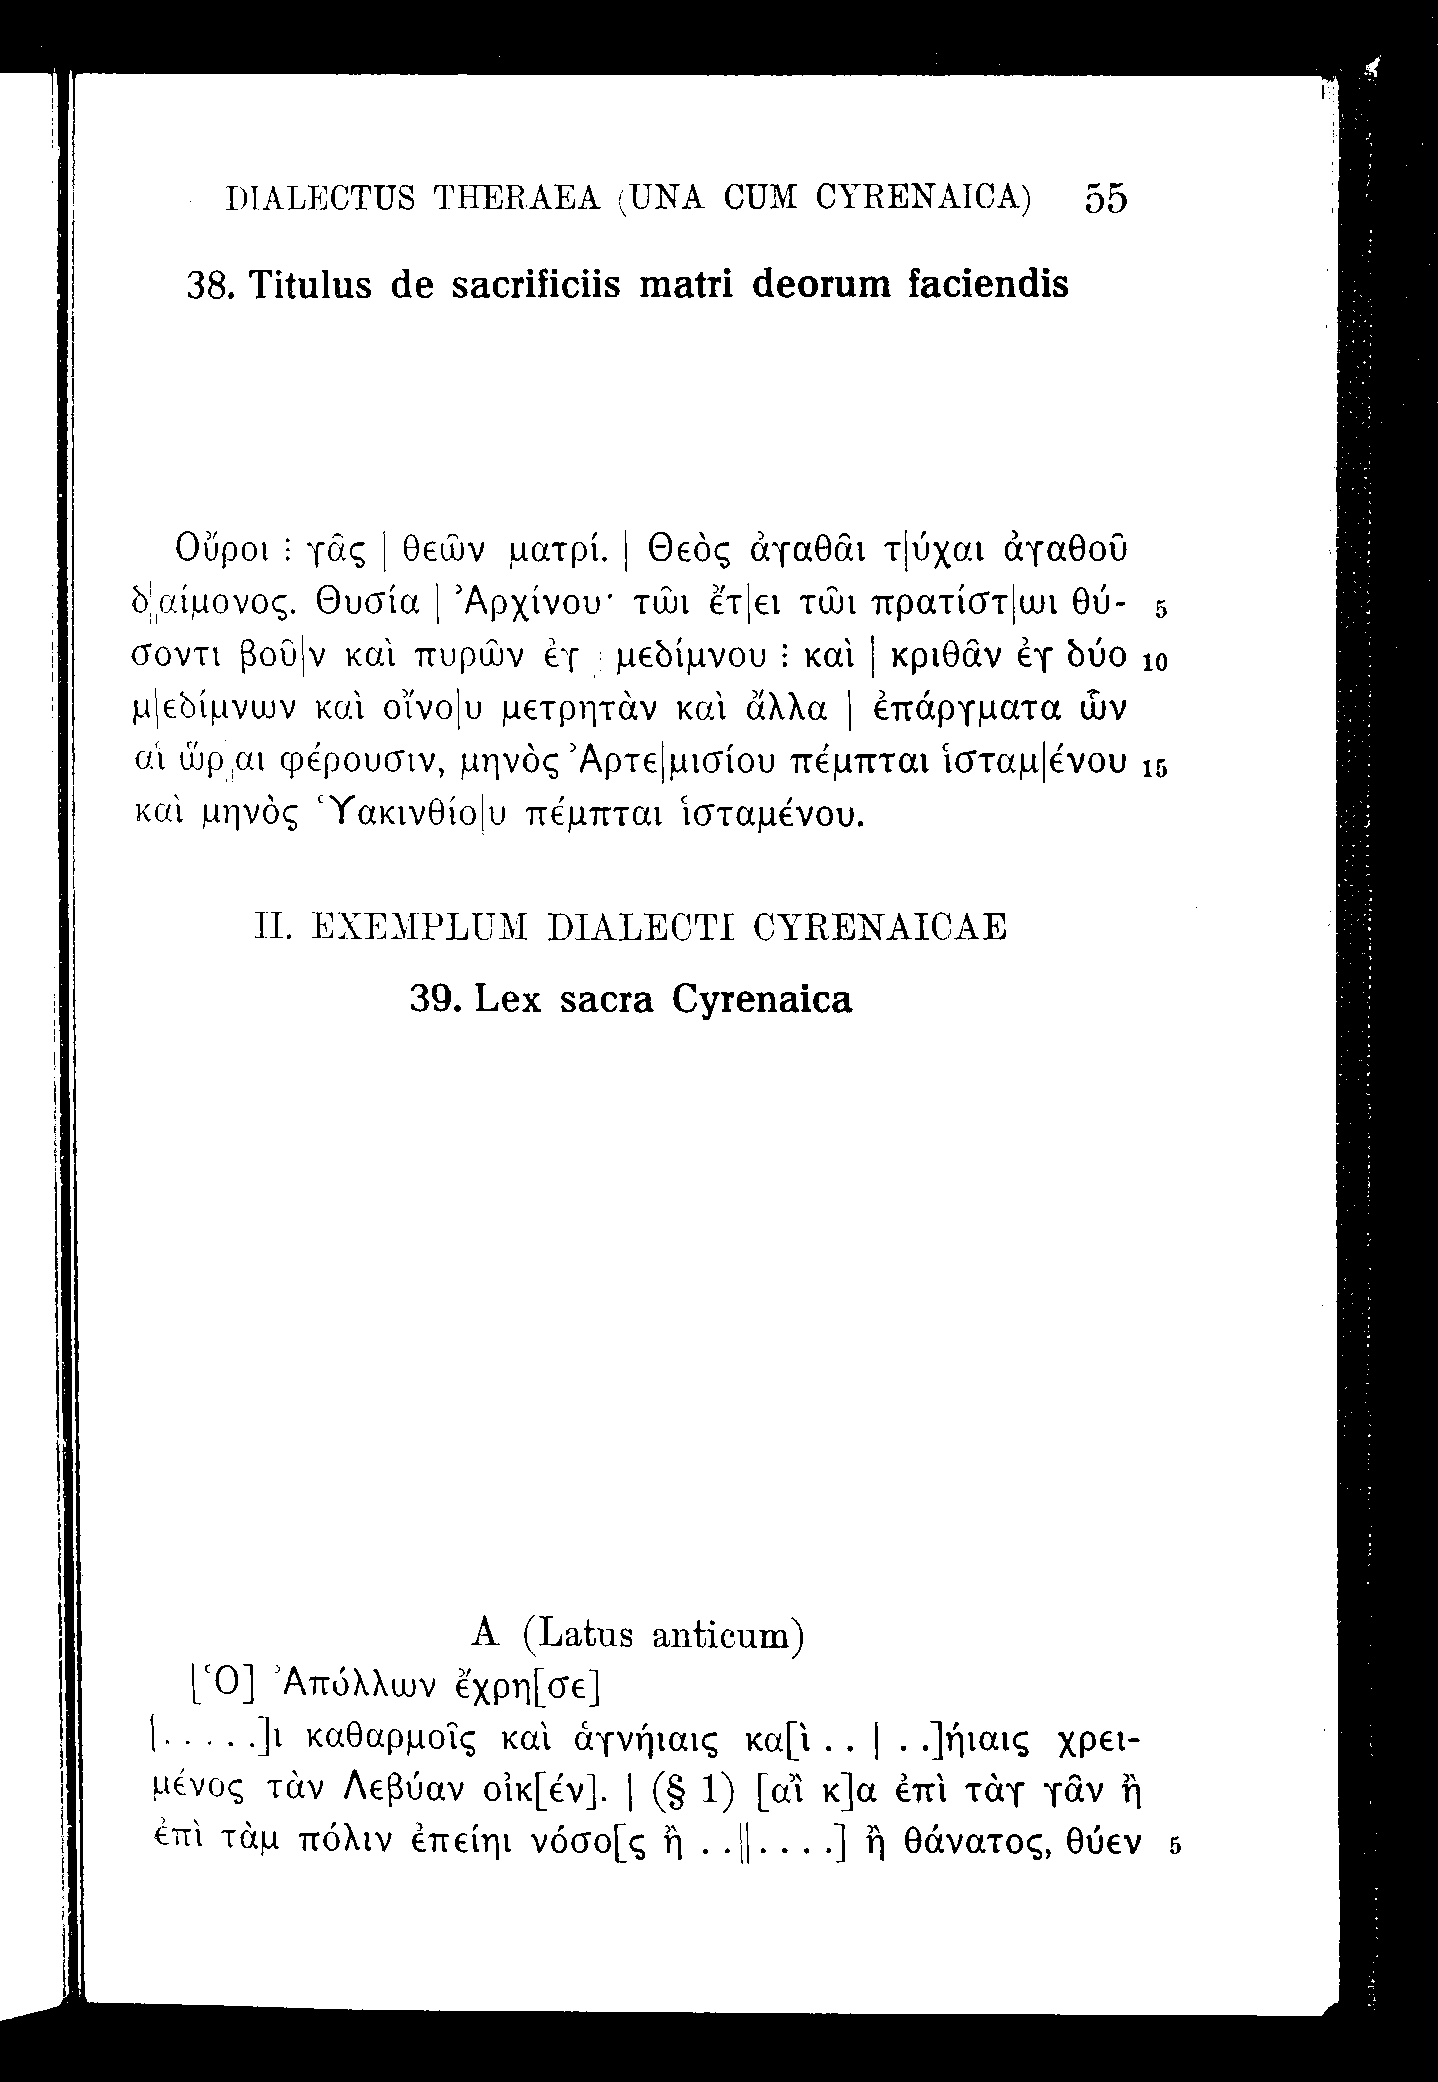 DIALECTUS THERAEA (UNA CUM CYRENAICA) 55
38. Titulus de sacrificiis matri deorum faciendis
Οὖροι ⋮ γᾶς | θεῶν ματρί. | Θεὸς ἀγαθᾶι τ|ύχαι ἀγαθοῦ
δ||αίμονος. Θυσία | Ἀρχίνου· τῶι ἔτ|ει τῶι πρατίστ|ωι θύ- 5
σοντι βοῦ|ν καὶ πυρῶν ἐγ ⋮ μεδίμνου ⋮ καὶ | κριθᾶν ἐγ δύο 10
μ|εδίμνων καὶ οἴνο|υ μετρητὰν καὶ ἄλλα | ἐπάργματα ὧν
αἱ ὧρ|αι φέρουσιν, μηνὸς Ἀρτε|μισίου πέμπται ἱσταμ|ένου 15
καὶ μηνὸς Ὑακινθίο|υ πέμπται ἱσταμένου.
II. EXEMPLUM DIALECTI CYRENAICAE
39. Lex sacra Cyrenaica
A (Latus anticum)
[Ὁ] Ἀπόλλων ἔχρη[σε]
[.....]ι καθαρμοῖς καὶ ἁγνήιαις κα[ὶ .. | ..]ήιαις χρει-
μένος τὰν Λεβύαν οἰκ[έν]. | (§ 1) [αἴ κ]α ἐπὶ τὰγ γᾶν ἢ
ἐπὶ τὰμ πόλιν ἐπείηι νόσο[ς ἢ ..||....] ἢ θάνατος, θύεν 5